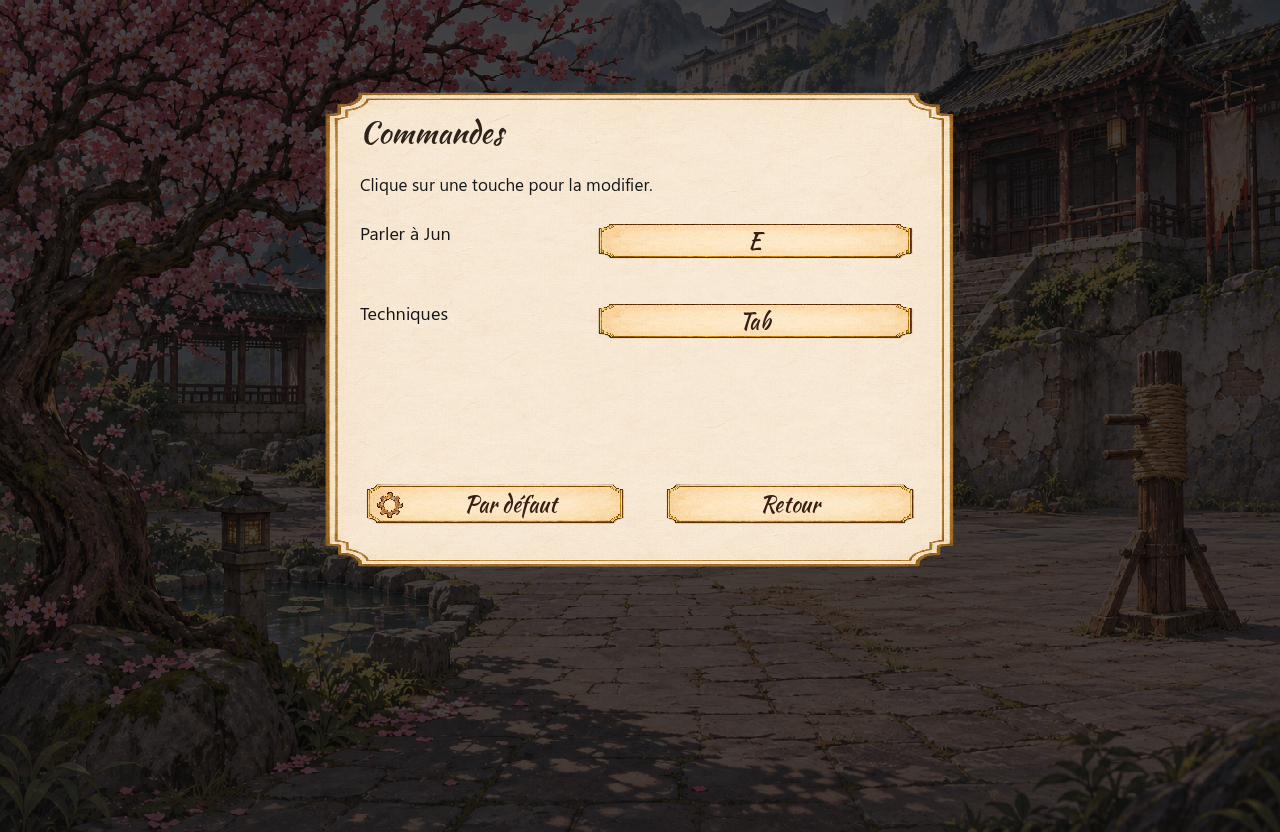 Commandes
Clique sur une touche pour la modifier.
Parler à Jun
E
Techniques
Tab
Par défaut
Retour